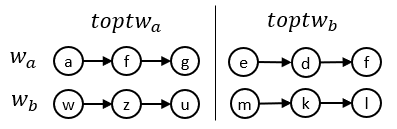 toptw_a toptw_b
w_a a f g e d f
w_b w z u m k l